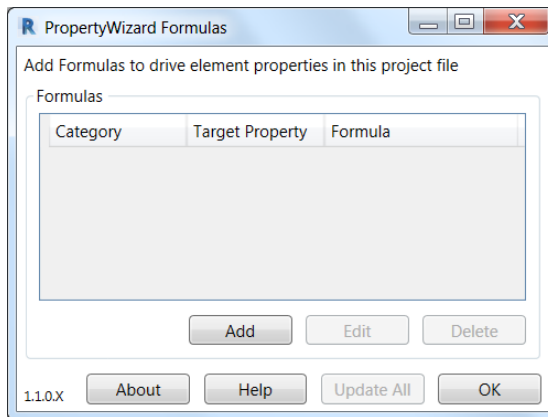 R PropertyWizard Formulas
Add Formulas to drive element properties in this project file
Formulas
Category Target Property Formula
Add Edit Delete
1.1.0.X About Help Update All OK